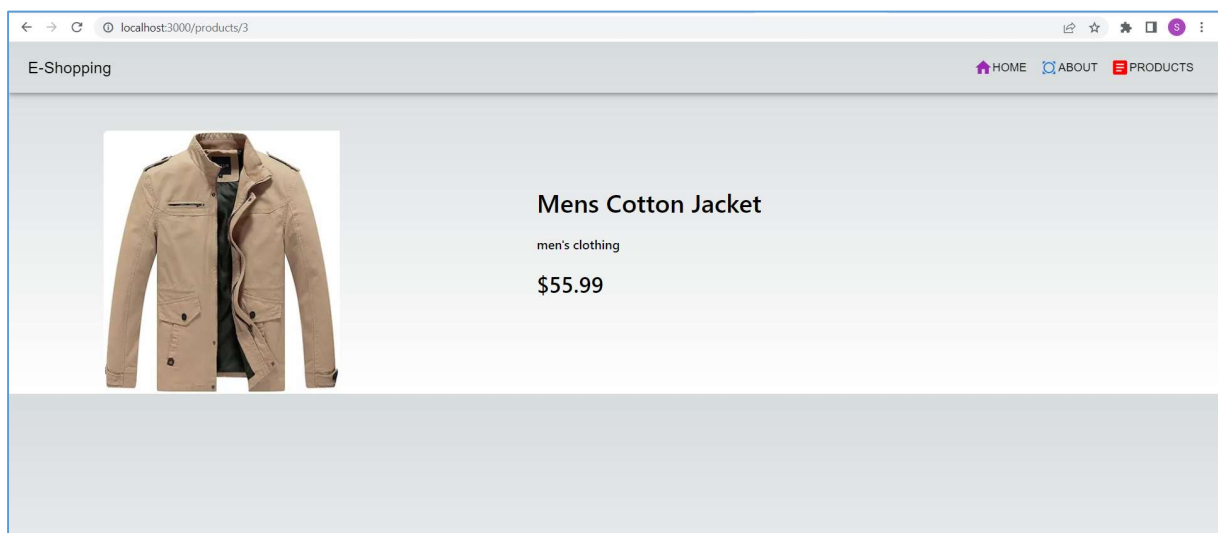 localhost:3000/products/3
S
E-Shopping
HOME ABOUT PRODUCTS
Mens Cotton Jacket
men's clothing
$55.99